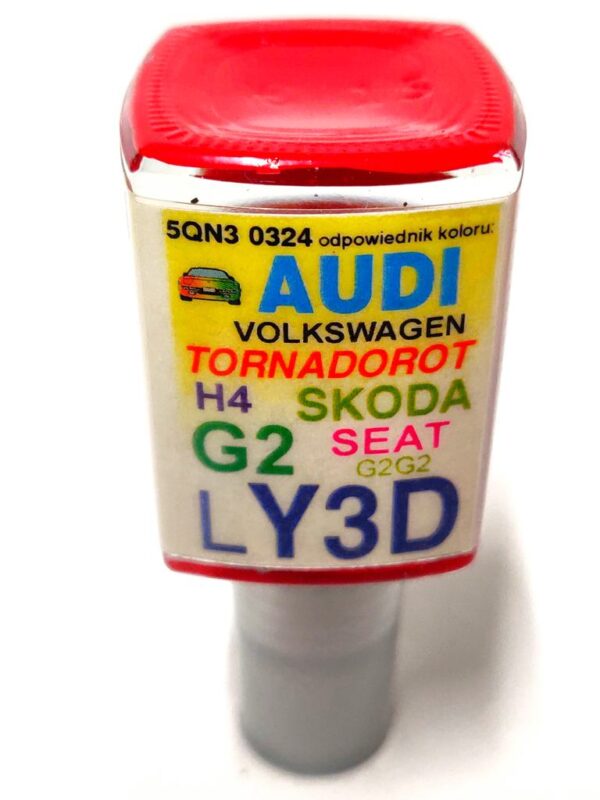 5QN3 0324 odpowiednik koloru:
AUDI
VOLKSWAGEN
TORNADOROT
H4 SKODA
G2 SEAT
G2G2
LY3D